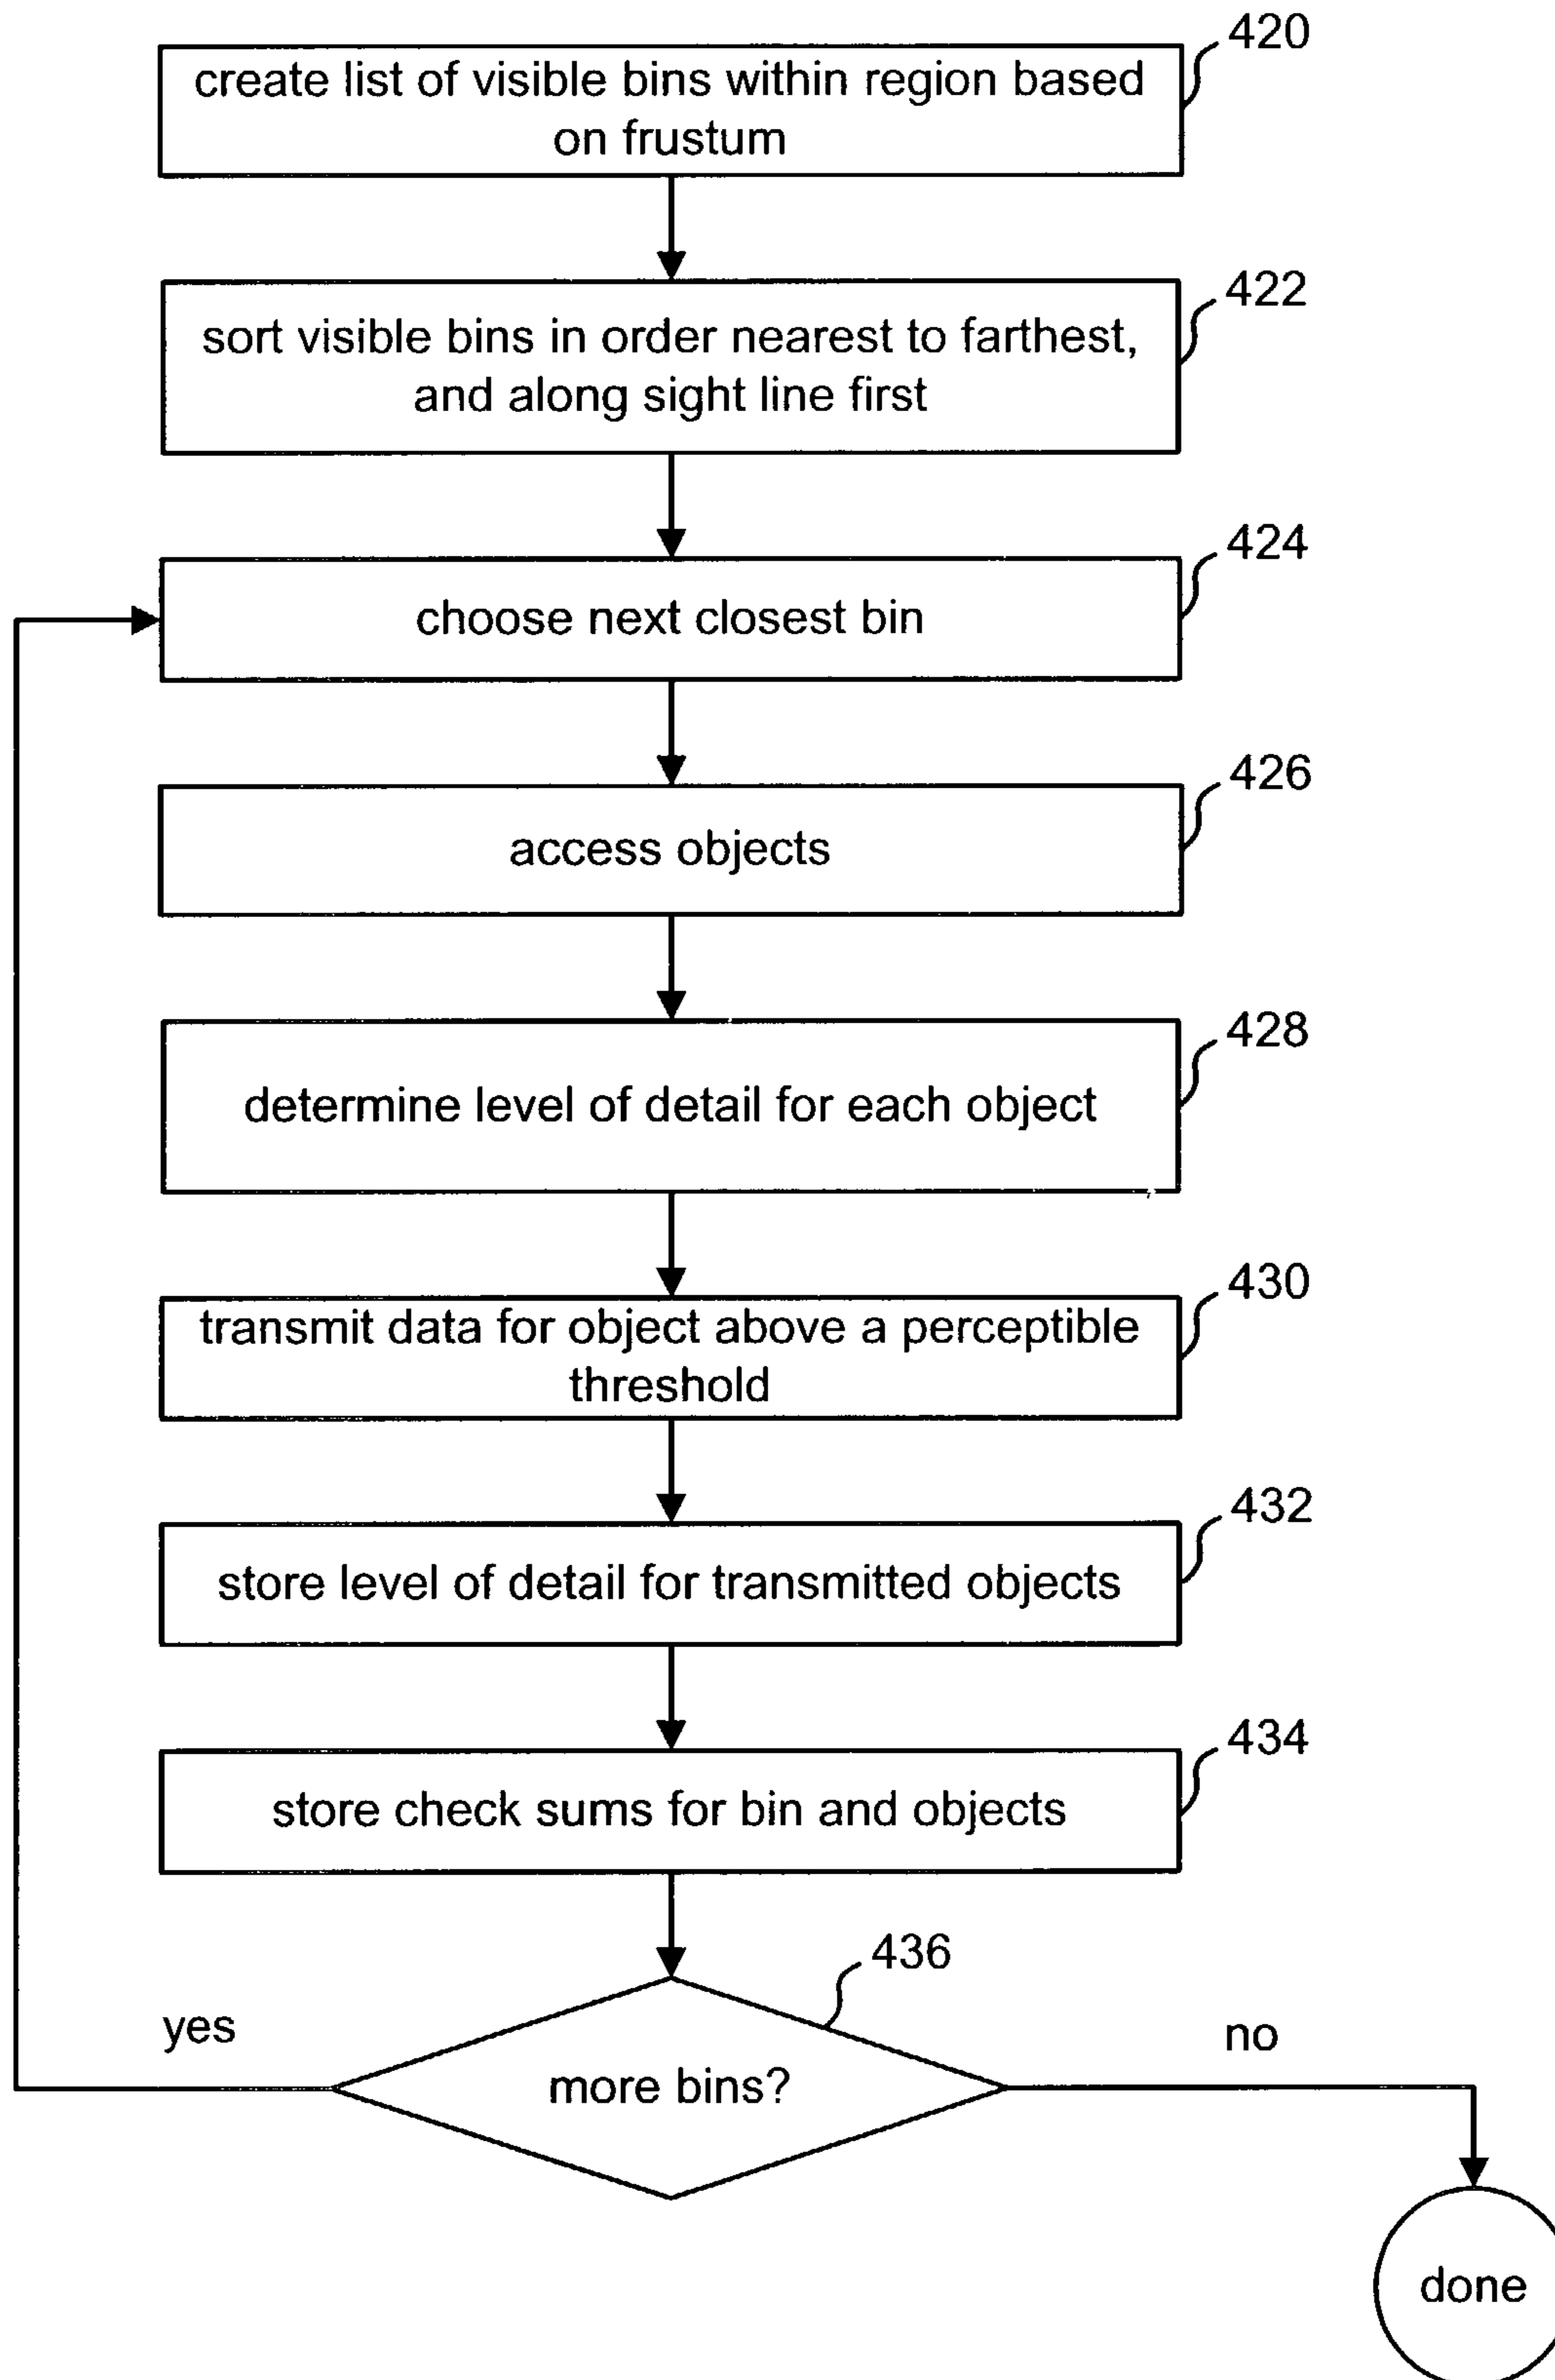 420
create list of visible bins within region based
on frustum
422
sort visible bins in order nearest to farthest,
and along sight line first
424
choose next closest bin
426
access objects
428
determine level of detail for each object
430
transmit data for object above a perceptible
threshold
432
store level of detail for transmitted objects
434
store check sums for bin and objects
436
yes
more bins?
no
done